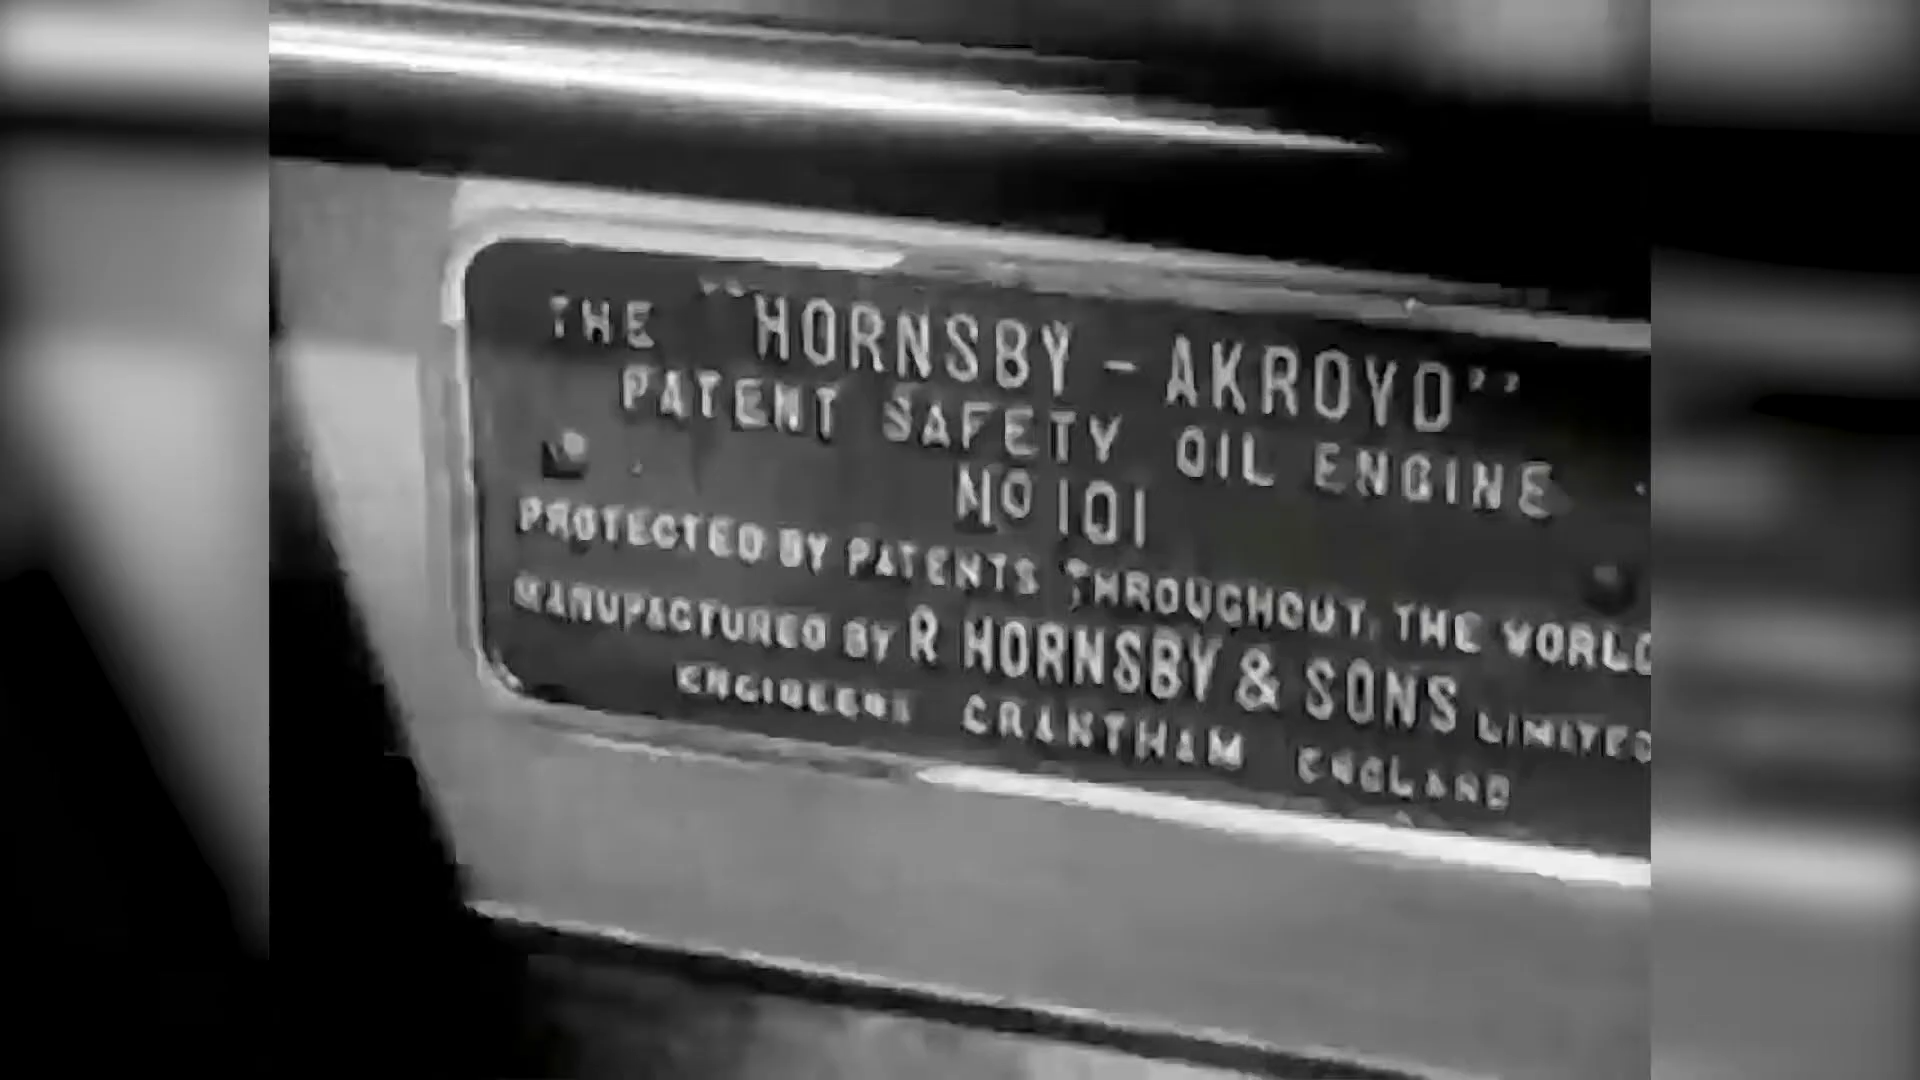 THE "HORNSBY - AKROYD"
PATENT SAFETY OIL ENGINE
NO 101
PROTECTED BY PATENTS THROUGHOUT THE WORLD
MANUFACTURED BY R HORNSBY & SONS LIMITED
ENGINEERS GRANTHAM ENGLAND